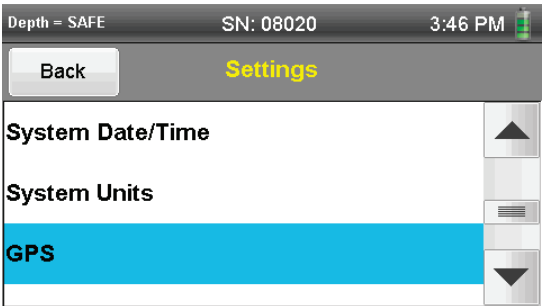 Depth = SAFE SN: 08020 3:46 PM
Back Settings
System Date/Time
System Units
GPS